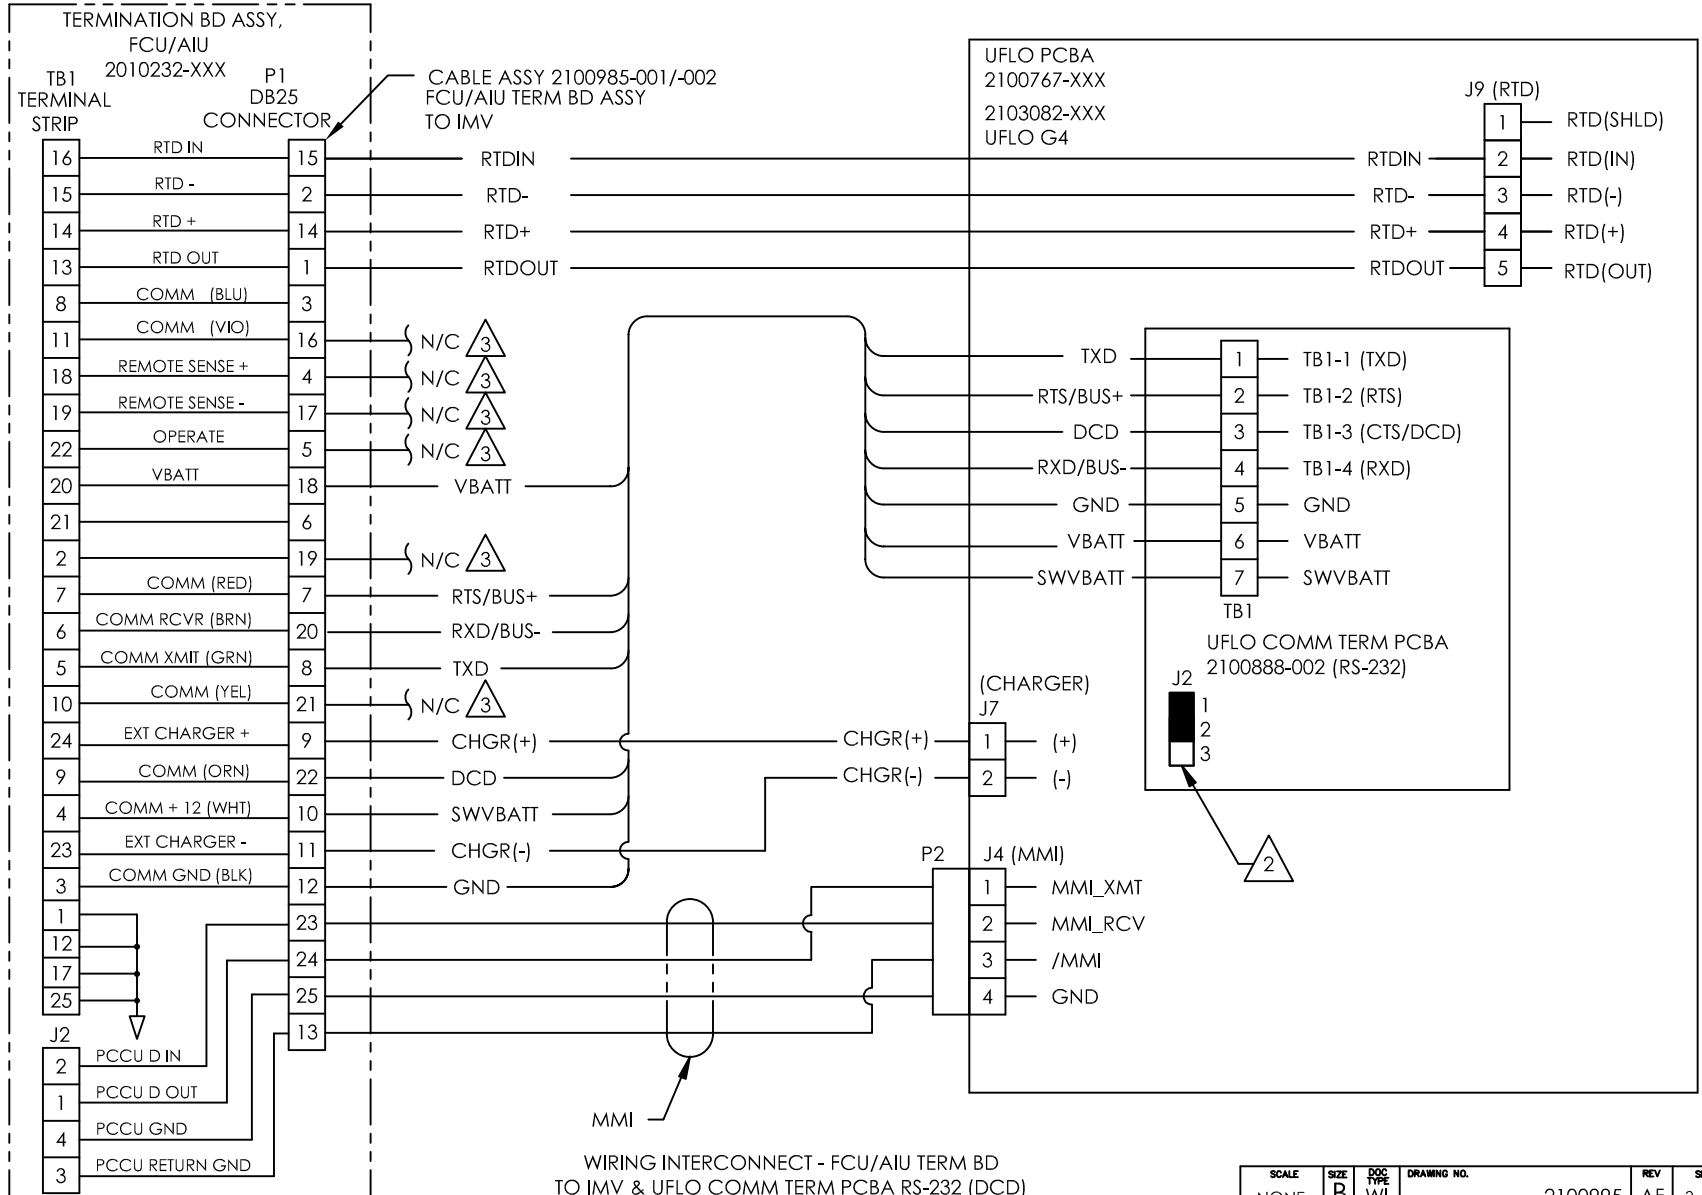 TERMINATION BD ASSY,
FCU/AIU
2010232-XXX
TB1
TERMINAL
STRIP
P1
DB25
CONNECTOR
CABLE ASSY 2100985-001/-002
FCU/AIU TERM BD ASSY
TO IMV
UFLO PCBA
2100767-XXX
2103082-XXX
UFLO G4
J9 (RTD)
1 RTD(SHLD)
16 RTD IN 15 RTDIN RTDIN 2 RTD(IN)
15 RTD - 2 RTD- RTD- 3 RTD(-)
14 RTD + 14 RTD+ RTD+ 4 RTD(+)
13 RTD OUT 1 RTDOUT RTDOUT 5 RTD(OUT)
8 COMM (BLU) 3
11 COMM (VIO) 16 N/C 3
18 REMOTE SENSE + 4 N/C 3
19 REMOTE SENSE - 17 N/C 3
22 OPERATE 5 N/C 3
20 VBATT 18 VBATT
21 6
2 19 N/C 3
7 COMM (RED) 7 RTS/BUS+
6 COMM RCVR (BRN) 20 RXD/BUS-
5 COMM XMIT (GRN) 8 TXD
10 COMM (YEL) 21 N/C 3
24 EXT CHARGER + 9 CHGR(+)
9 COMM (ORN) 22 DCD
4 COMM + 12 (WHT) 10 SWVBATT
23 EXT CHARGER - 11 CHGR(-)
3 COMM GND (BLK) 12 GND
1 23
12
17 24
25 25
13
J2
2 PCCU D IN
1 PCCU D OUT
4 PCCU GND
3 PCCU RETURN GND
TXD 1 TB1-1 (TXD)
RTS/BUS+ 2 TB1-2 (RTS)
DCD 3 TB1-3 (CTS/DCD)
RXD/BUS- 4 TB1-4 (RXD)
GND 5 GND
VBATT 6 VBATT
SWVBATT 7 SWVBATT
TB1
UFLO COMM TERM PCBA
2100888-002 (RS-232)
J2
1
2
3
2
(CHARGER)
J7
CHGR(+) 1 (+)
CHGR(-) 2 (-)
P2 J4 (MMI)
1 MMI_XMT
2 MMI_RCV
3 /MMI
4 GND
MMI
WIRING INTERCONNECT - FCU/AIU TERM BD
TO IMV & UFLO COMM TERM PCBA RS-232 (DCD)
SCALE SIZE DOC TYPE DRAWING NO. REV
NONE B WI 2100985 AE